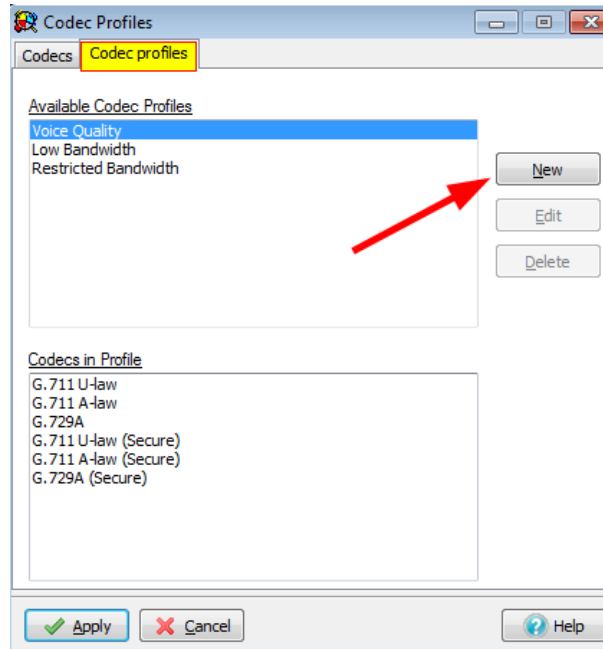 Codec Profiles
Codecs
Codec profiles
Available Codec Profiles
Voice Quality
Low Bandwidth
Restricted Bandwidth
New
Edit
Delete
Codecs in Profile
G.711 U-law
G.711 A-law
G.729A
G.711 U-law (Secure)
G.711 A-law (Secure)
G.729A (Secure)
Apply
Cancel
Help